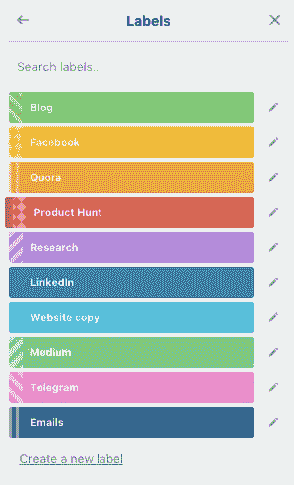 Labels
Search labels..
Blog
Facebook
Quora
Product Hunt
Research
LinkedIn
Website copy
Medium
Telegram
Emails
Create a new label